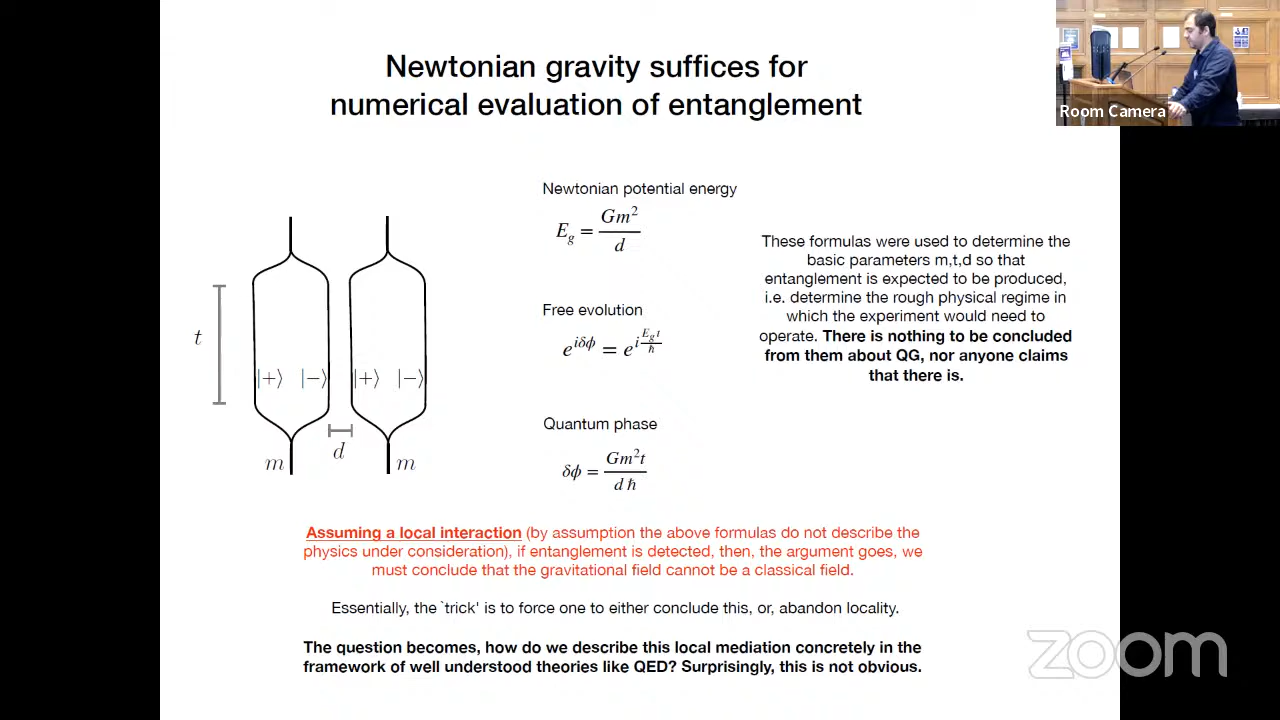 Newtonian gravity suffices for
numerical evaluation of entanglement
Room Camera
Newtonian potential energy
E_g = Gm²/d
Free evolution
e^{iδϕ} = e^{i E_g t/ħ}
Quantum phase
δϕ = Gm²t/d ħ
t
|+⟩ |−⟩ |+⟩ |−⟩
d
m m
These formulas were used to determine the
basic parameters m,t,d so that
entanglement is expected to be produced,
i.e. determine the rough physical regime in
which the experiment would need to
operate. There is nothing to be concluded
from them about QG, nor anyone claims
that there is.
Assuming a local interaction (by assumption the above formulas do not describe the
physics under consideration), if entanglement is detected, then, the argument goes, we
must conclude that the gravitational field cannot be a classical field.
Essentially, the `trick' is to force one to either conclude this, or, abandon locality.
The question becomes, how do we describe this local mediation concretely in the
framework of well understood theories like QED? Surprisingly, this is not obvious.
zoom